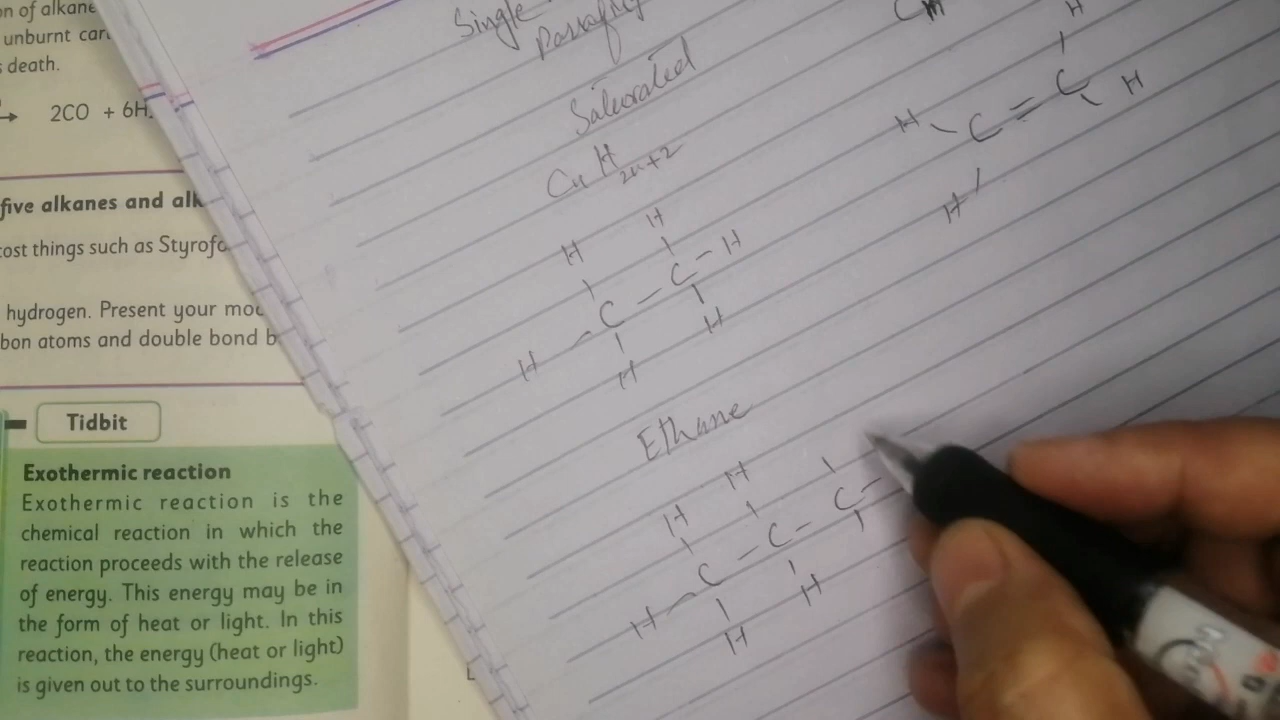 on of alkane
unburnt car
death.
→ 2CO + 6H
five alkanes and alk
cost things such as Styrofo
hydrogen. Present your mo
bon atoms and double bond b
Tidbit
Exothermic reaction
Exothermic reaction is the
chemical reaction in which the
reaction proceeds with the release
of energy. This energy may be in
the form of heat or light. In this
reaction, the energy (heat or light)
is given out to the surroundings.
Single
Saturated
CnH2n+2
H H
H - C - C - H
H H
Ethane
H H
H - C - C - C -
H H
H
H - C = C - H
H